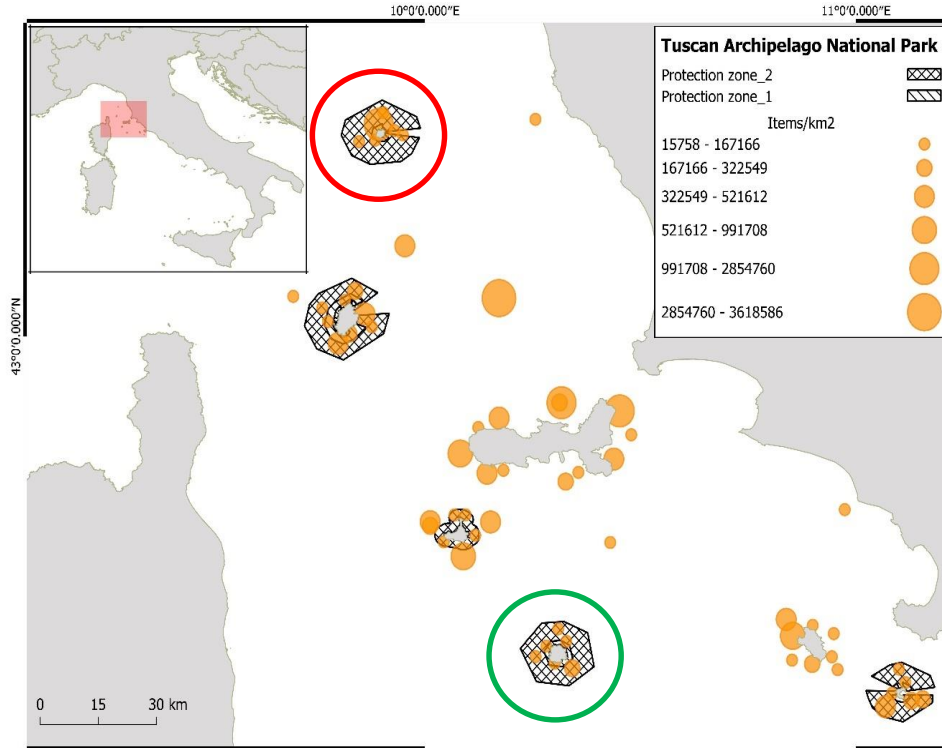 10°0'0.000"E
11°0'0.000"E
43°0'0.000"N
Tuscan Archipelago National Park
Protection zone_2
Protection zone_1
Items/km2
15758 - 167166
167166 - 322549
322549 - 521612
521612 - 991708
991708 - 2854760
2854760 - 3618586
0 15 30 km